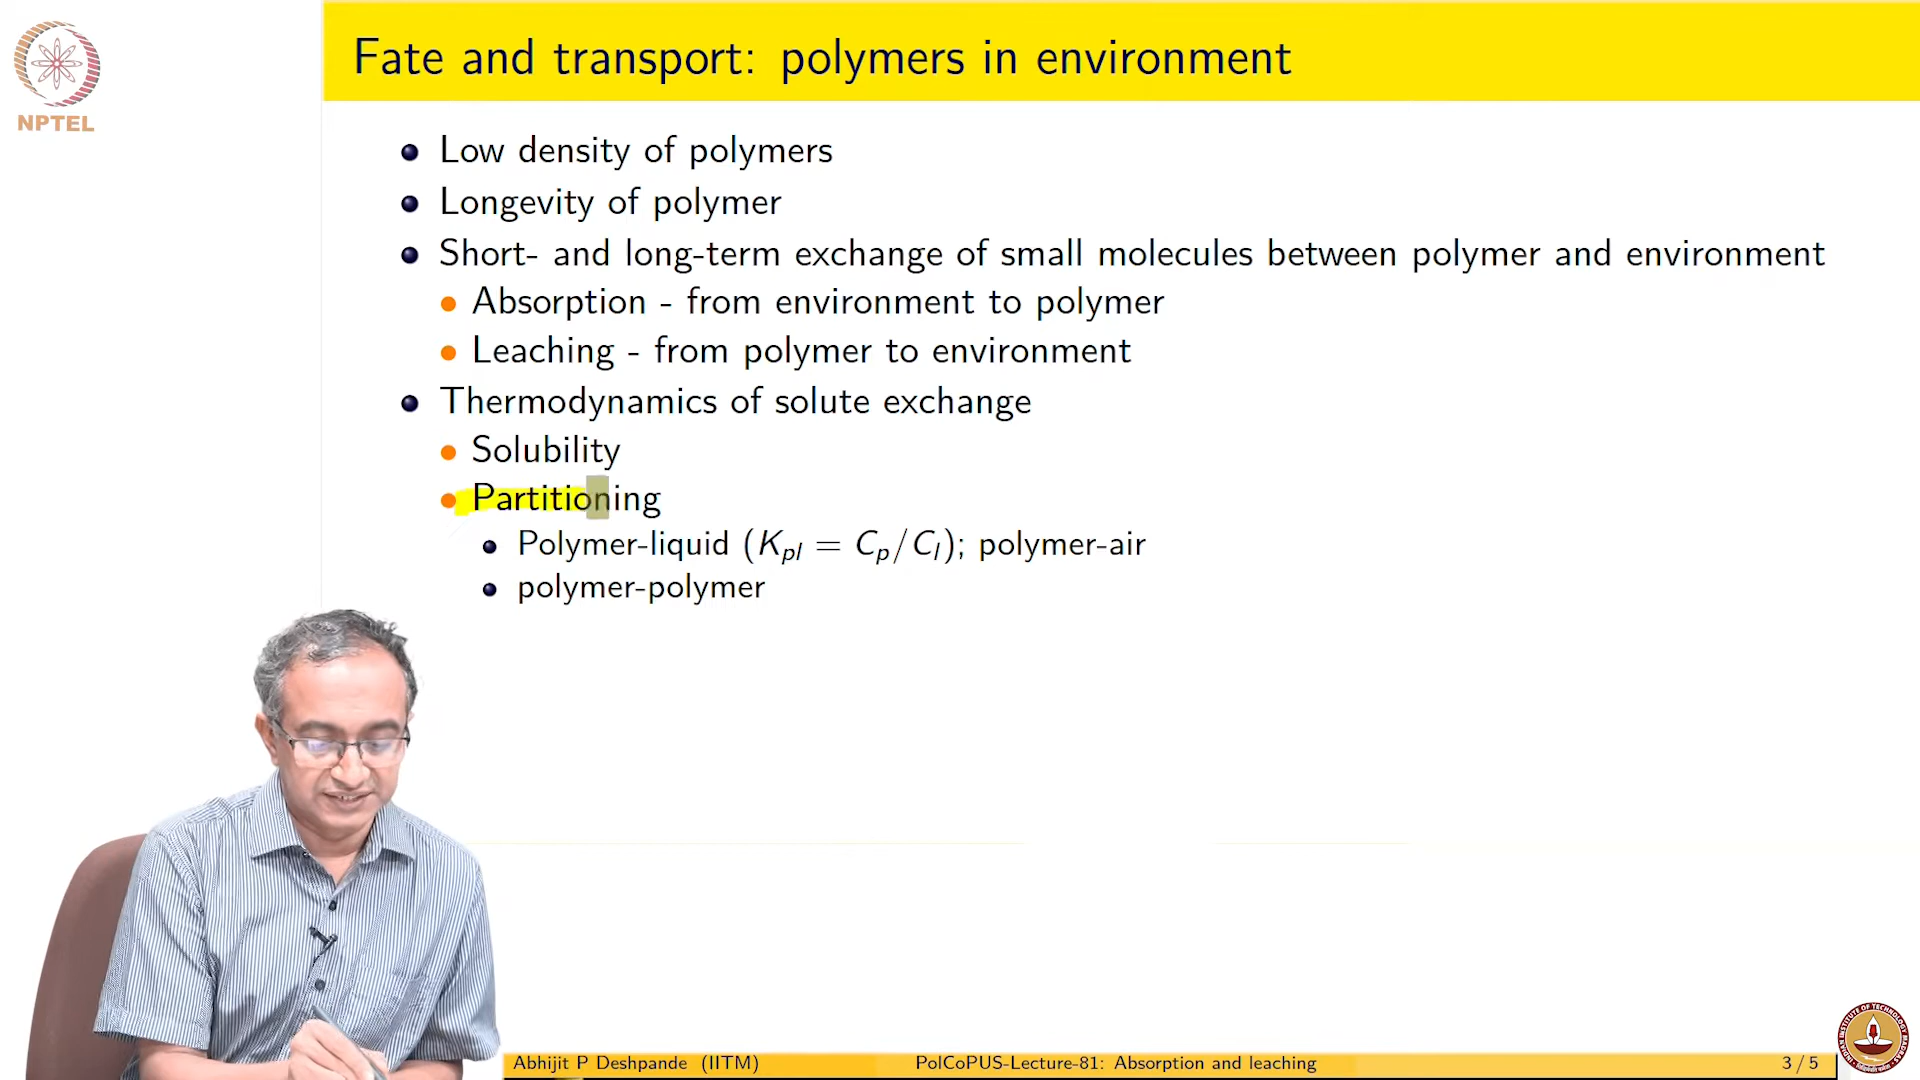 Fate and transport: polymers in environment
NPTEL
Low density of polymers
Longevity of polymer
Short- and long-term exchange of small molecules between polymer and environment
Absorption - from environment to polymer
Leaching - from polymer to environment
Thermodynamics of solute exchange
Solubility
Partitioning
Polymer-liquid (Kpl = Cp/Cl); polymer-air
polymer-polymer
Abhijit P Deshpande (IITM) PolCoPUS-Lecture-81: Absorption and leaching 3 / 5